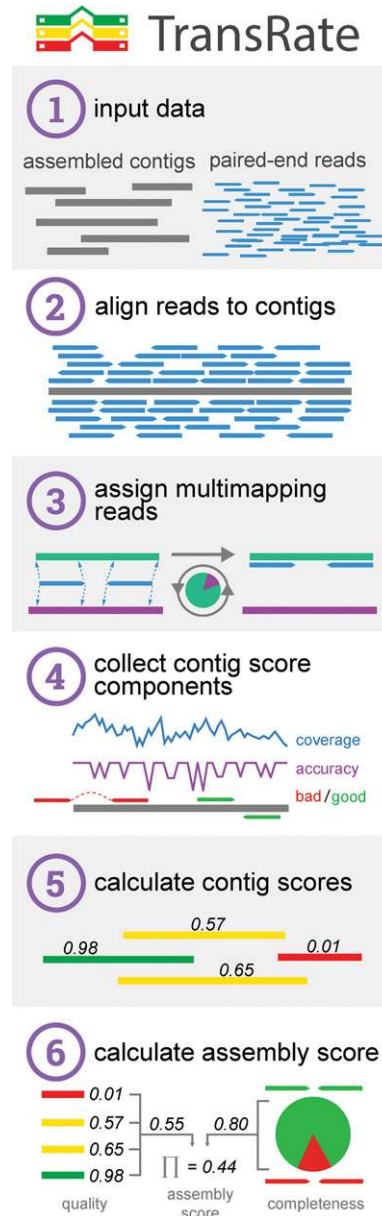 TransRate
1 input data
assembled contigs paired-end reads
2 align reads to contigs
3 assign multimapping
reads
4 collect contig score
components
coverage
accuracy
bad/good
5 calculate contig scores
0.57
0.98 0.01
0.65
6 calculate assembly score
0.01
0.57 0.55 0.80
0.65
0.98 ∏ = 0.44
quality assembly
score completeness